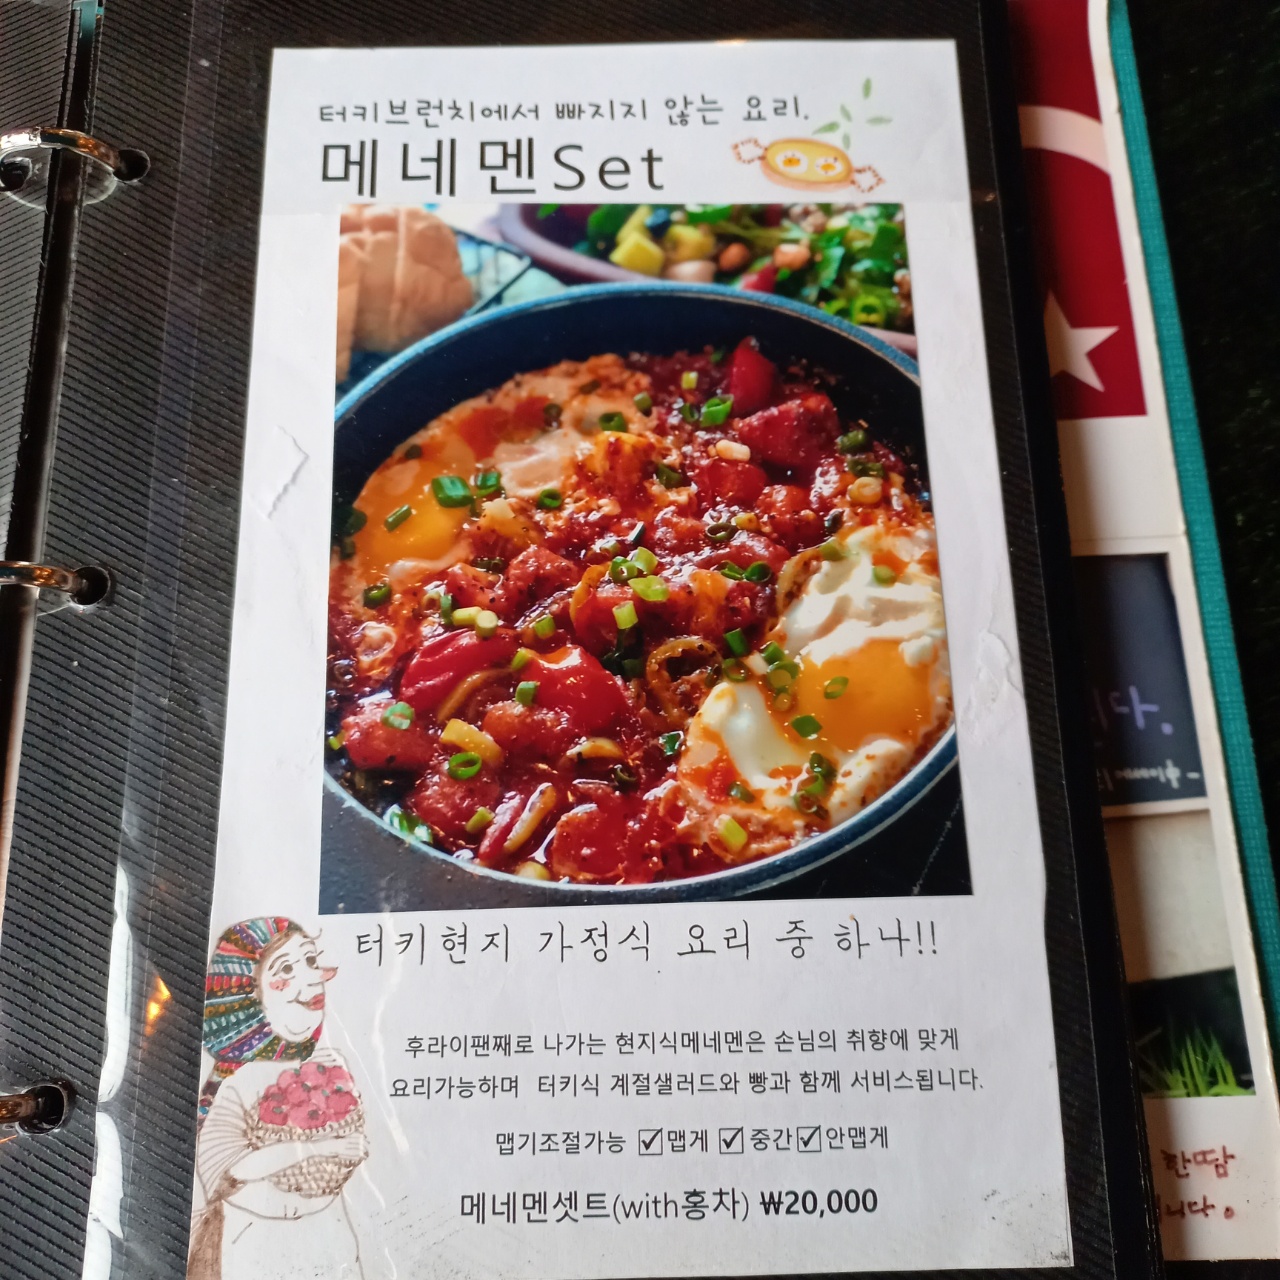 터키브런치에서 빠지지 않는 요리.
메네멘Set
터키현지 가정식 요리 중 하나!!
후라이팬째로 나가는 현지식메네멘은 손님의 취향에 맞게
요리가능하며 터키식 계절샐러드와 빵과 함께 서비스됩니다.
맵기조절가능 ☑맵게 ☑중간☑안맵게
메네멘셋트(with홍차) ₩20,000
한땀
니다.